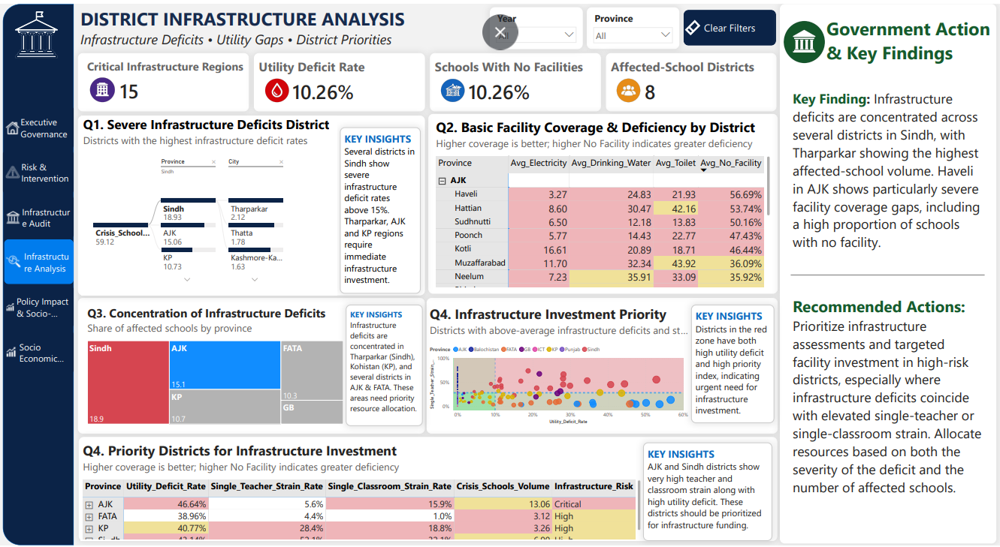 DISTRICT INFRASTRUCTURE ANALYSIS
Infrastructure Deficits • Utility Gaps • District Priorities
Year
All
Province
All
Clear Filters
Executive
Governance
Risk &
Intervention
Infrastructur
e Audit
Infrastructu
re Analysis
Policy Impact
& Socio-...
Socio
Economic...
Critical Infrastructure Regions
15
Utility Deficit Rate
10.26%
Schools With No Facilities
10.26%
Affected-School Districts
8
Q1. Severe Infrastructure Deficits District
Districts with the highest infrastructure deficit rates
Province
Sindh
City
Crisis_School...
59.12
Sindh
18.93
AJK
15.06
KP
10.73
Tharparkar
2.12
Thatta
1.78
Kashmore-Ka...
1.63
KEY INSIGHTS
Several districts in
Sindh show
severe
infrastructure
deficit rates
above 15%.
Tharparkar, AJK
and KP regions
require
immediate
infrastructure
investment.
Q2. Basic Facility Coverage & Deficiency by District
Higher coverage is better; higher No Facility indicates greater deficiency
Province Avg_Electricity Avg_Drinking_Water Avg_Toilet Avg_No_Facility
AJK
Haveli 3.27 24.83 21.93 56.69%
Hattian 8.60 30.47 42.16 53.74%
Sudhnutti 6.50 12.18 13.83 50.16%
Poonch 5.77 14.43 22.77 47.43%
Kotli 16.61 20.89 18.71 46.44%
Muzaffarabad 11.70 32.34 43.92 36.09%
Neelum 7.23 35.91 33.09 35.92%
Q3. Concentration of Infrastructure Deficits
Share of affected schools by province
Sindh
18.9
AJK
15.1
KP
10.7
FATA
10.3
GB
KEY INSIGHTS
Infrastructure
deficits are
concentrated in
Tharparkar (Sindh),
Kohistan (KP), and
several districts in
AJK & FATA. These
areas need priority
resource allocation.
Q4. Infrastructure Investment Priority
Districts with above-average infrastructure deficits and st...
Province AJK Balochistan FATA GB ICT KP Punjab Sindh
Single_Teacher_Strain_...
100%
50%
0%
0% 10% 20% 30% 40% 50% 60%
Utility_Deficit_Rate
KEY INSIGHTS
Districts in the red
zone have both
high utility deficit
and high priority
index, indicating
urgent need for
infrastructure
investment.
Q4. Priority Districts for Infrastructure Investment
Higher coverage is better; higher No Facility indicates greater deficiency
Province Utility_Deficit_Rate Single_Teacher_Strain_Rate Single_Classroom_Strain_Rate Crisis_Schools_Volume Infrastructure_Risk
AJK 46.64% 5.6% 15.9% 13.06 Critical
FATA 38.96% 4.4% 1.0% 3.12 High
KP 40.77% 28.4% 18.8% 3.26 High
KEY INSIGHTS
AJK and Sindh districts show
very high teacher and
classroom strain along with
high utility deficit. These
districts should be prioritized
for infrastructure funding.
Government Action
& Key Findings
Key Finding: Infrastructure
deficits are concentrated across
several districts in Sindh, with
Tharparkar showing the highest
affected-school volume. Haveli
in AJK shows particularly severe
facility coverage gaps, including
a high proportion of schools
with no facility.
Recommended Actions:
Prioritize infrastructure
assessments and targeted
facility investment in high-risk
districts, especially where
infrastructure deficits coincide
with elevated single-teacher or
single-classroom strain. Allocate
resources based on both the
severity of the deficit and the
number of affected schools.